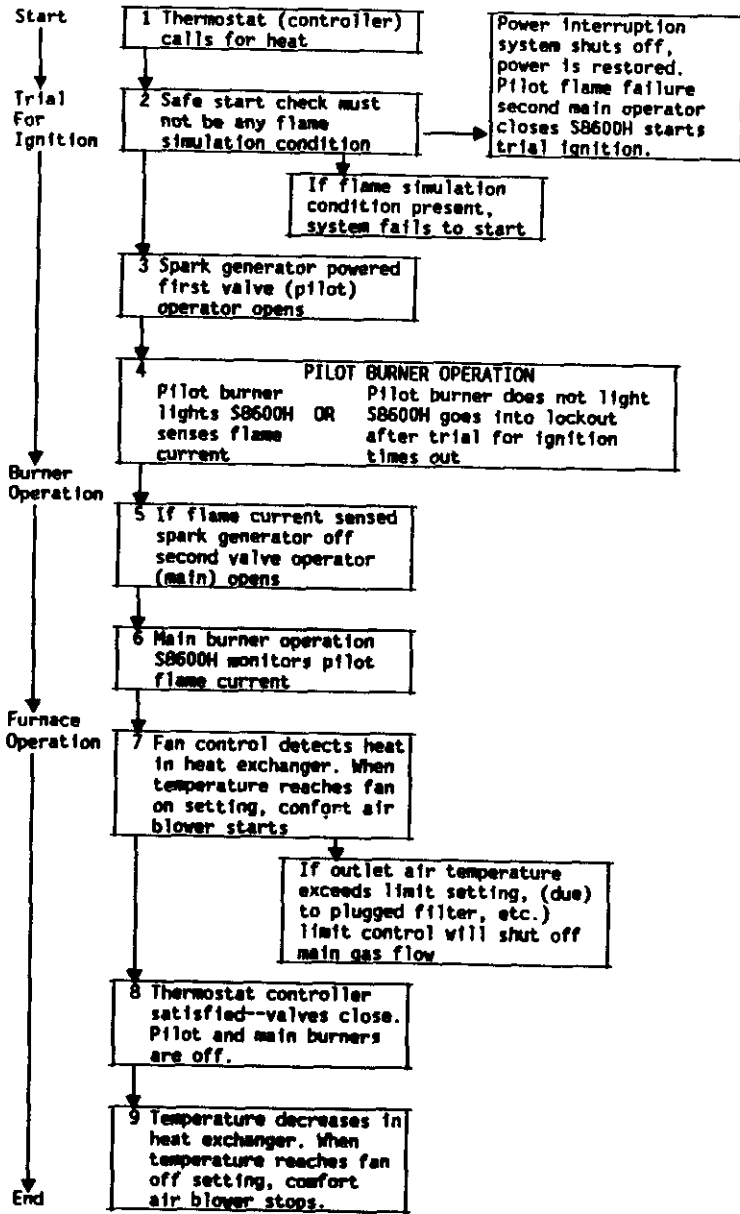 Start
1 Thermostat (controller)
calls for heat
Power interruption
system shuts off,
power is restored.
Pilot flame failure
second main operator
closes S8600H starts
trial ignition.
Trial
For
Ignition
2 Safe start check must
not be any flame
simulation condition
If flame simulation
condition present,
system fails to start
3 Spark generator powered
first valve (pilot)
operator opens
4 PILOT BURNER OPERATION
Pilot burner
lights S8600H
senses flame
current
OR
Pilot burner does not light
S8600H goes into lockout
after trial for ignition
times out
Burner
Operation
5 If flame current sensed
spark generator off
second valve operator
(main) opens
6 Main burner operation
S8600H monitors pilot
flame current
Furnace
Operation
7 Fan control detects heat
in heat exchanger. When
temperature reaches fan
on setting, confort air
blower starts
If outlet air temperature
exceeds limit setting, (due)
to plugged filter, etc.)
limit control will shut off
main gas flow
8 Thermostat controller
satisfied--valves close.
Pilot and main burners
are off.
9 Temperature decreases in
heat exchanger. When
temperature reaches fan
off setting, comfort
air blower stops.
End